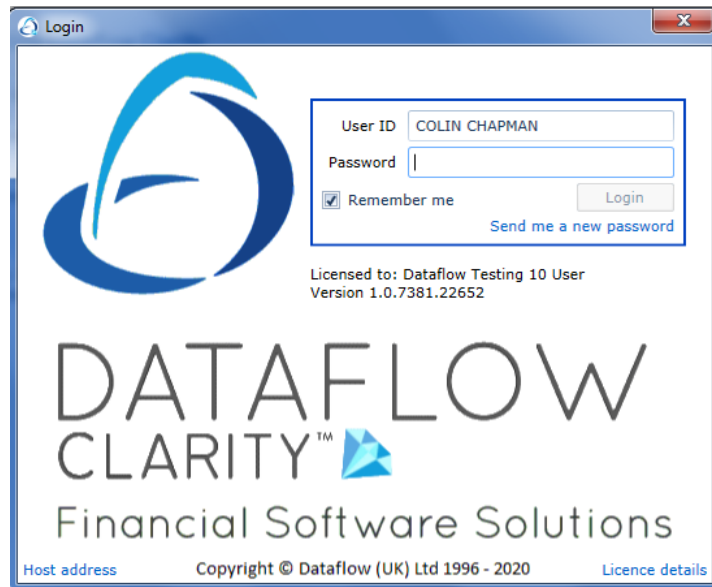 Login
User ID COLIN CHAPMAN
Password
Remember me Login
Send me a new password
Licensed to: Dataflow Testing 10 User
Version 1.0.7381.22652
DATAFLOW
CLARITY™
Financial Software Solutions
Host address Copyright © Dataflow (UK) Ltd 1996 - 2020 Licence details